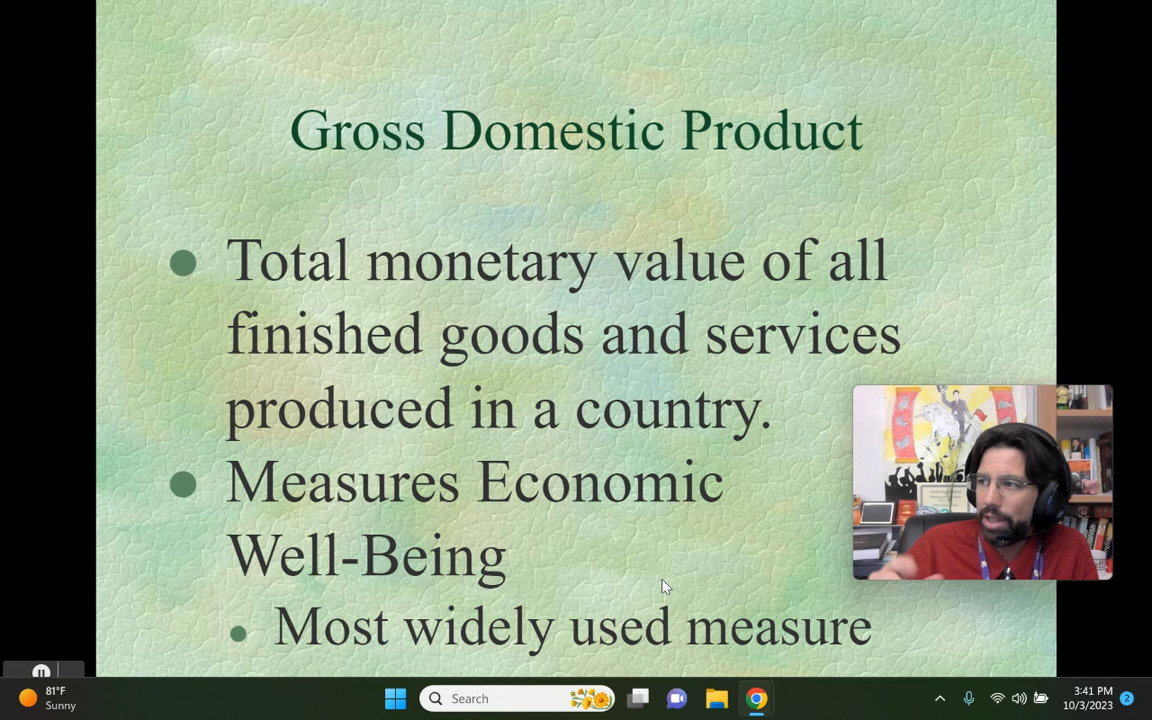 Gross Domestic Product
Total monetary value of all
finished goods and services
produced in a country.
Measures Economic
Well-Being
Most widely used measure
81°F
Sunny
Search
3:41 PM
10/3/2023
2